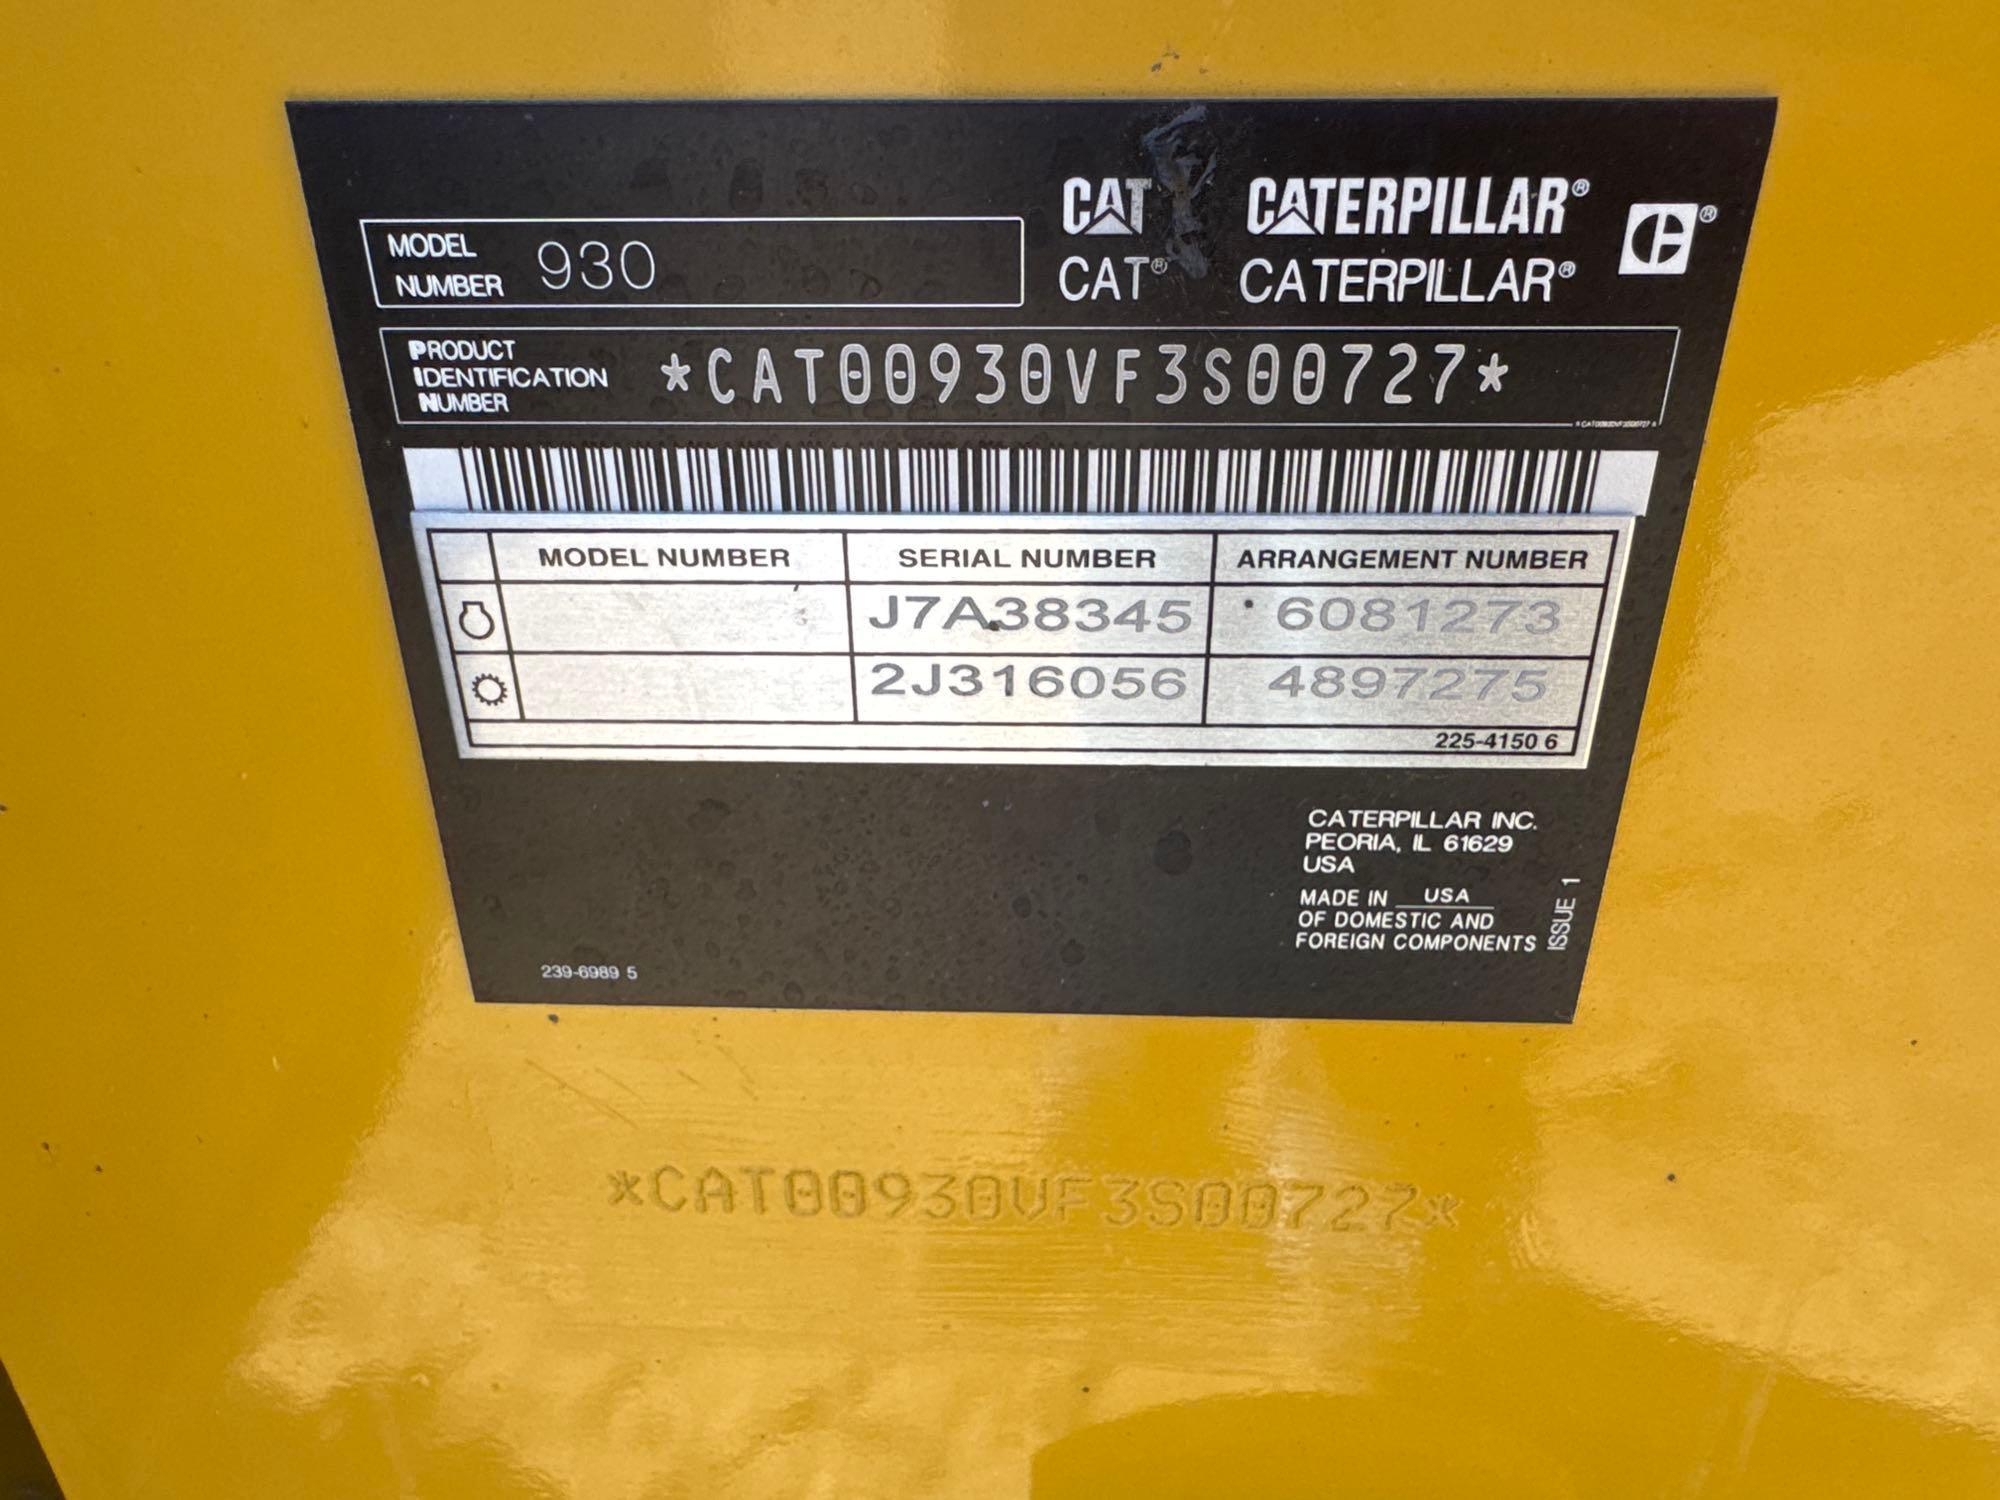 CAT CATERPILLAR®
MODEL NUMBER 930
CAT® CATERPILLAR®
®
PRODUCT IDENTIFICATION NUMBER *CAT00930VF3S00727*
*CAT00930VF3S00727*
MODEL NUMBER SERIAL NUMBER ARRANGEMENT NUMBER
J7A38345 6081273
2J316056 4897275
225-4150 6
CATERPILLAR INC.
PEORIA, IL 61629
USA
MADE IN USA
OF DOMESTIC AND
FOREIGN COMPONENTS
ISSUE 1
239-6989 5
*CAT00930VF3S00727*